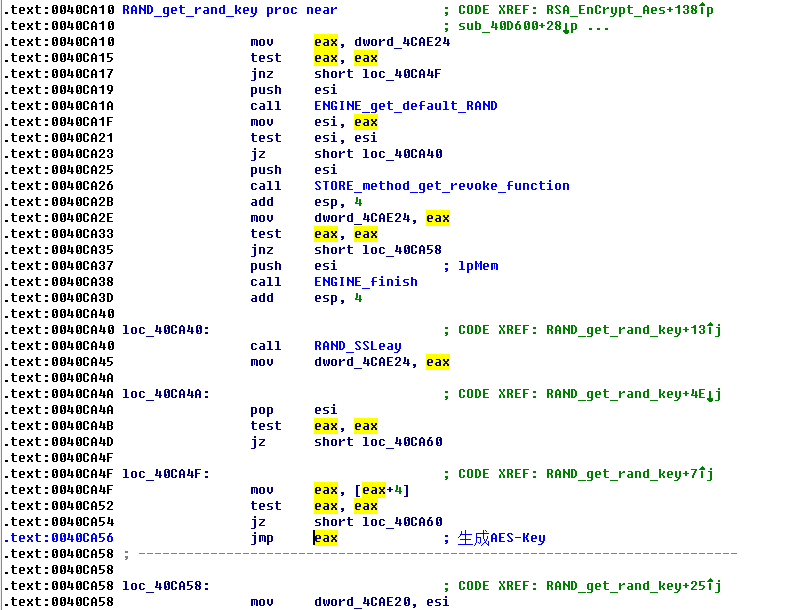 .text:0040CA10 RAND_get_rand_key proc near ; CODE XREF: RSA_EnCrypt_Aes+138↑p
.text:0040CA10 ; sub_40D600+28↓p ...
.text:0040CA10 mov eax, dword_4CAE24
.text:0040CA15 test eax, eax
.text:0040CA17 jnz short loc_40CA4F
.text:0040CA19 push esi
.text:0040CA1A call ENGINE_get_default_RAND
.text:0040CA1F mov esi, eax
.text:0040CA21 test esi, esi
.text:0040CA23 jz short loc_40CA40
.text:0040CA25 push esi
.text:0040CA26 call STORE_method_get_revoke_function
.text:0040CA2B add esp, 4
.text:0040CA2E mov dword_4CAE24, eax
.text:0040CA33 test eax, eax
.text:0040CA35 jnz short loc_40CA58
.text:0040CA37 push esi ; lpMem
.text:0040CA38 call ENGINE_finish
.text:0040CA3D add esp, 4
.text:0040CA40
.text:0040CA40 loc_40CA40: ; CODE XREF: RAND_get_rand_key+13↑j
.text:0040CA40 call RAND_SSLeay
.text:0040CA45 mov dword_4CAE24, eax
.text:0040CA4A
.text:0040CA4A loc_40CA4A: ; CODE XREF: RAND_get_rand_key+4E↓j
.text:0040CA4A pop esi
.text:0040CA4B test eax, eax
.text:0040CA4D jz short loc_40CA60
.text:0040CA4F
.text:0040CA4F loc_40CA4F: ; CODE XREF: RAND_get_rand_key+7↑j
.text:0040CA4F mov eax, [eax+4]
.text:0040CA52 test eax, eax
.text:0040CA54 jz short loc_40CA60
.text:0040CA56 jmp eax ; 生成AES-Key
.text:0040CA58 ; ---------------------------------------------------------------------------
.text:0040CA58
.text:0040CA58 loc_40CA58: ; CODE XREF: RAND_get_rand_key+25↑j
.text:0040CA58 mov dword_4CAE20, esi